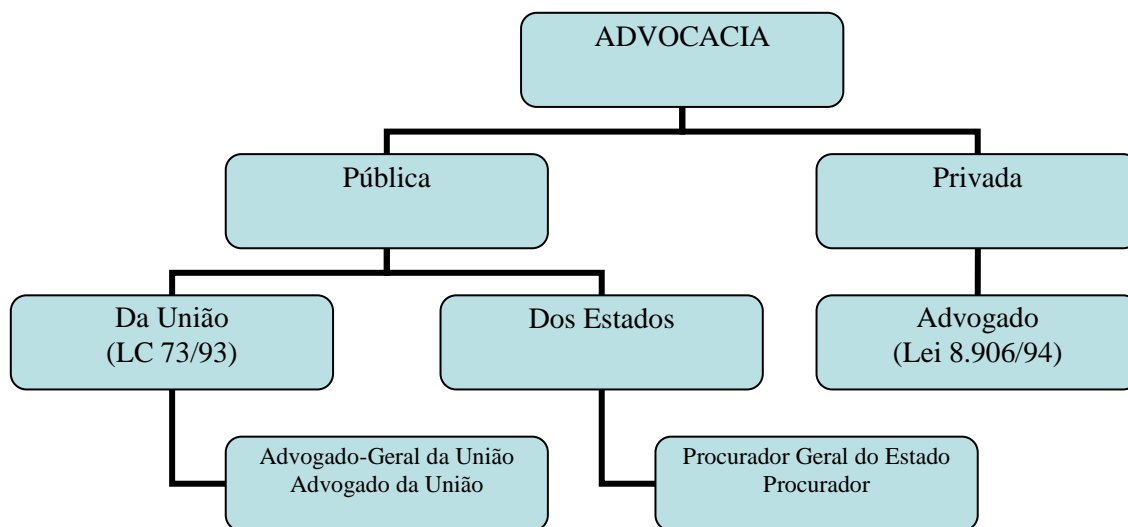 ADVOCACIA
Pública
Privada
Da União
(LC 73/93)
Dos Estados
Advogado
(Lei 8.906/94)
Advogado-Geral da União
Advogado da União
Procurador Geral do Estado
Procurador